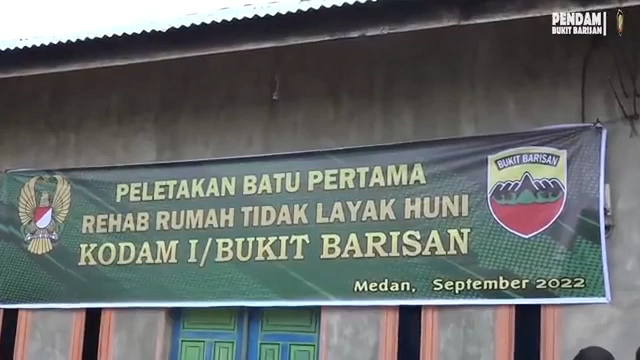 PENDAM
BUKIT BARISAN
PELETAKAN BATU PERTAMA
REHAB RUMAH TIDAK LAYAK HUNI
KODAM I/BUKIT BARISAN
BUKIT BARISAN
Medan, September 2022